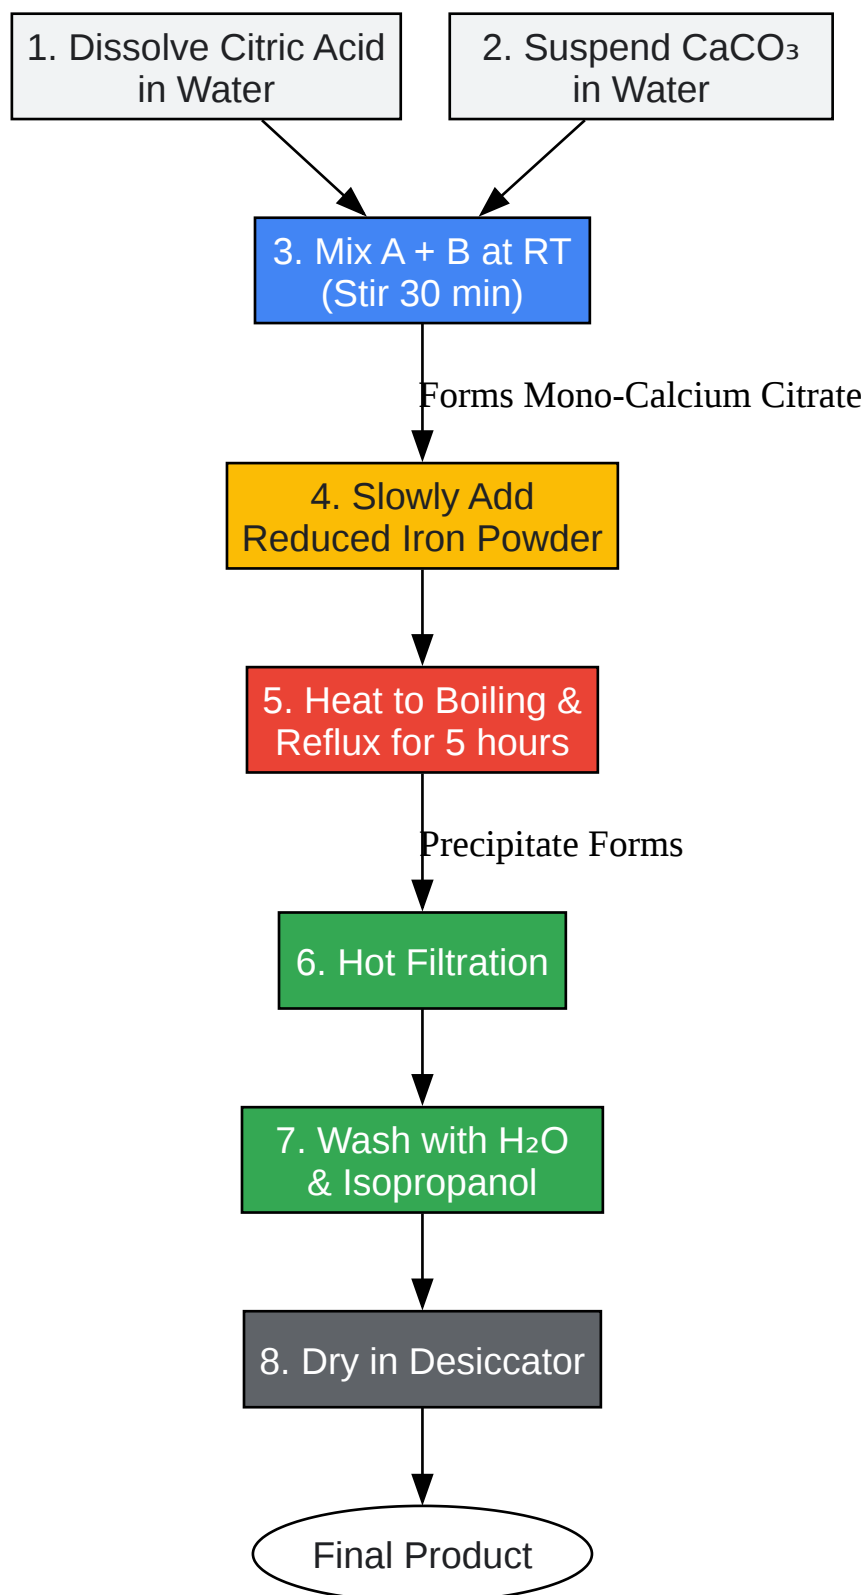 1. Dissolve Citric Acid
in Water
2. Suspend CaCO₃
in Water
3. Mix A + B at RT
(Stir 30 min)
Forms Mono-Calcium Citrate
4. Slowly Add
Reduced Iron Powder
5. Heat to Boiling &
Reflux for 5 hours
Precipitate Forms
6. Hot Filtration
7. Wash with H₂O
& Isopropanol
8. Dry in Desiccator
Final Product